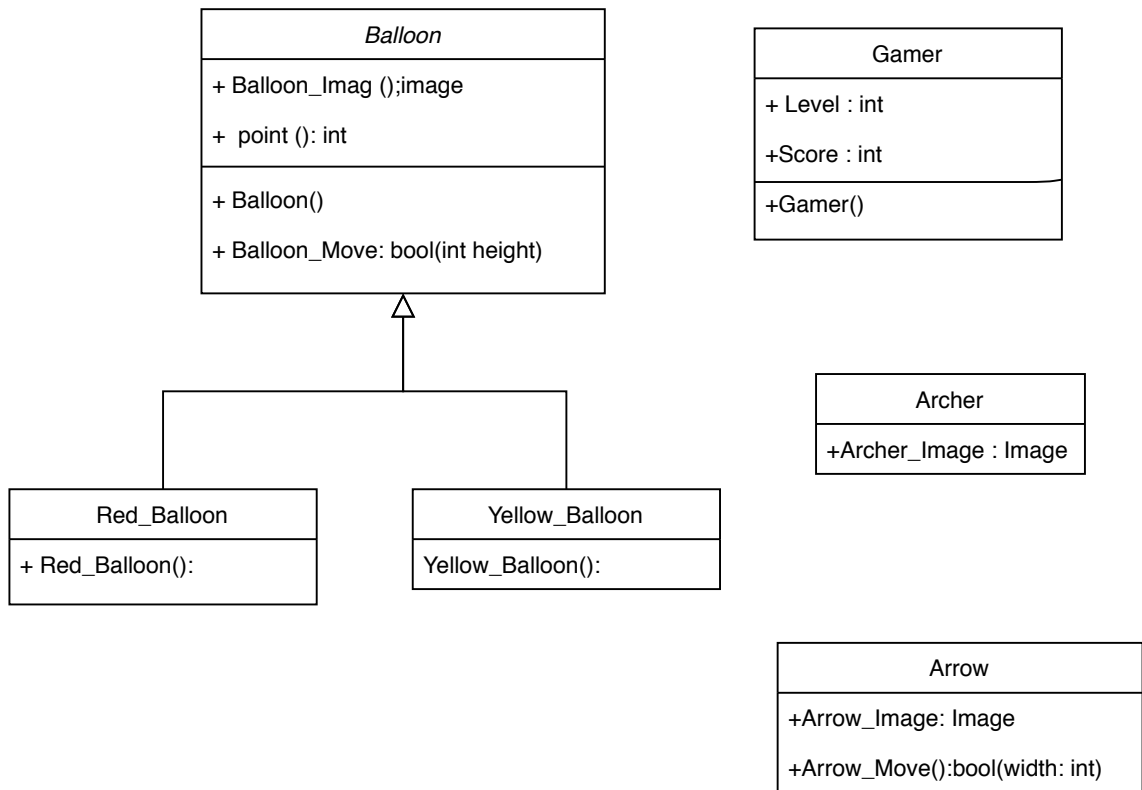 Balloon
+ Balloon_Imag ();image
+ point (): int
+ Balloon()
+ Balloon_Move: bool(int height)
Gamer
+ Level : int
+Score : int
+Gamer()
Archer
+Archer_Image : Image
Red_Balloon
+ Red_Balloon():
Yellow_Balloon
Yellow_Balloon():
Arrow
+Arrow_Image: Image
+Arrow_Move():bool(width: int)